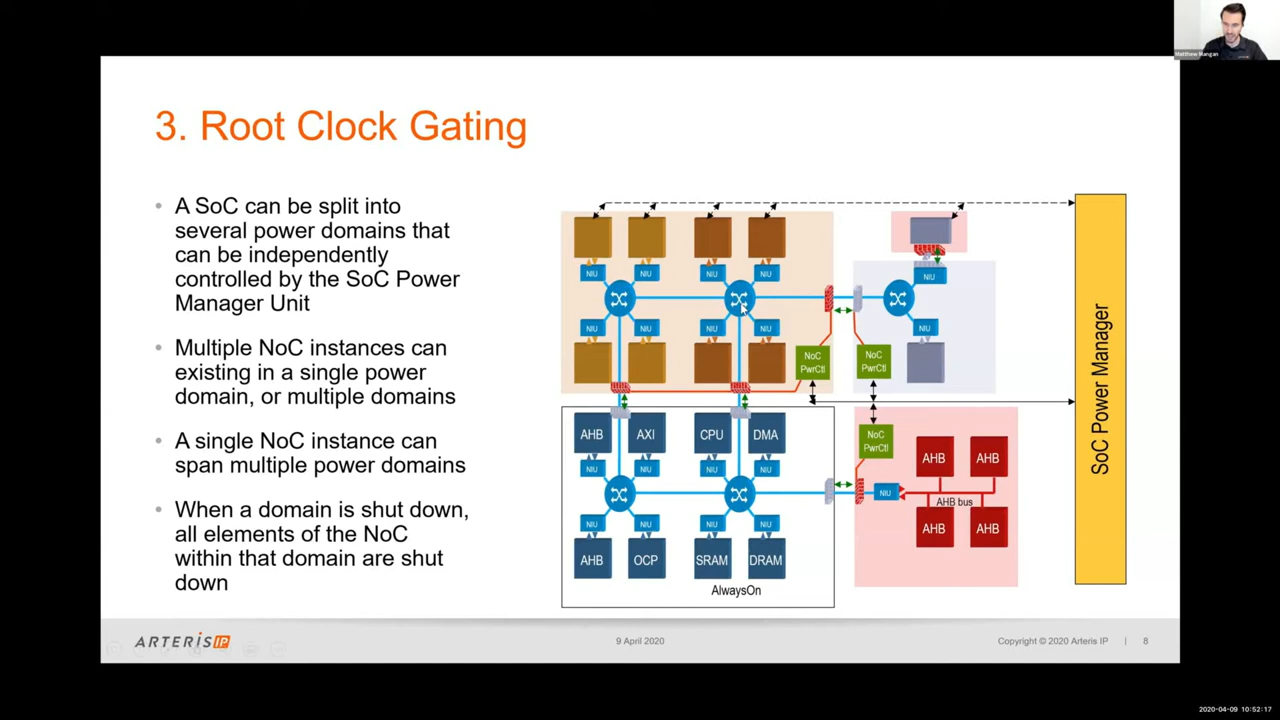 Matthew Mangan
3. Root Clock Gating
• A SoC can be split into
several power domains that
can be independently
controlled by the SoC Power
Manager Unit
• Multiple NoC instances can
existing in a single power
domain, or multiple domains
• A single NoC instance can
span multiple power domains
• When a domain is shut down,
all elements of the NoC
within that domain are shut
down
NIU NIU NIU NIU NIU
NIU NIU NIU NIU NIU
NoC
PwrCtl
NoC
PwrCtl
AHB AXI CPU DMA
NoC
PwrCtl
NIU NIU NIU NIU
AHB AHB
NIU
AHB bus
NIU NIU NIU NIU
AHB AHB
AHB OCP SRAM DRAM
AlwaysOn
SoC Power Manager
ARTERIS IP
9 April 2020
Copyright © 2020 Arteris IP | 8
2020-04-09 10:52:17